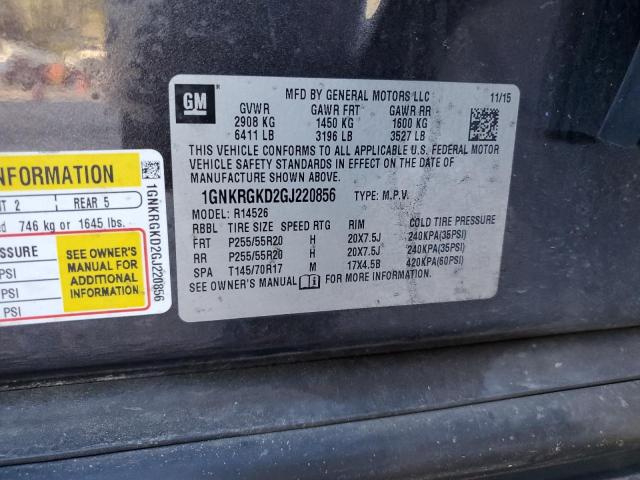 GM
MFD BY GENERAL MOTORS LLC 11/15
GVWR GAWR FRT GAWR RR
2908 KG 1450 KG 1600 KG
6411 LB 3196 LB 3527 LB
THIS VEHICLE CONFORMS TO ALL APPLICABLE U.S. FEDERAL MOTOR
VEHICLE SAFETY STANDARDS IN EFFECT ON THE DATE OF
MANUFACTURE SHOWN ABOVE.
1GNKRGKD2GJ220856 TYPE: M.P.V.
MODEL: R14526
RBBL TIRE SIZE SPEED RTG RIM COLD TIRE PRESSURE
FRT P255/55R20 H 20X7.5J 240KPA(35PSI)
RR P255/55R20 H 20X7.5J 240KPA(35PSI)
SPA T145/70R17 M 17X4.5B 420KPA(60PSI)
SEE OWNER'S MANUAL FOR MORE INFORMATION.
INFORMATION
2 REAR 5
746 kg or 1645 lbs.
SEE OWNER'S
MANUAL FOR
ADDITIONAL
INFORMATION
PSI
PSI
PSI
1GNKRGKD2GJ220856